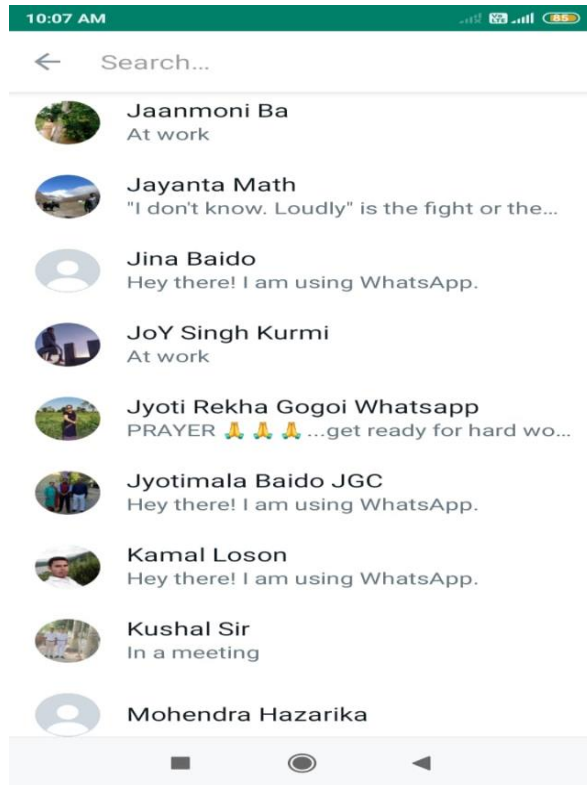 10:07 AM
85
Search...
Jaanmoni Ba
At work
Jayanta Math
"I don't know. Loudly" is the fight or the...
Jina Baido
Hey there! I am using WhatsApp.
JoY Singh Kurmi
At work
Jyoti Rekha Gogoi Whatsapp
PRAYER 🙏 🙏 🙏 ...get ready for hard wo...
Jyotimala Baido JGC
Hey there! I am using WhatsApp.
Kamal Loson
Hey there! I am using WhatsApp.
Kushal Sir
In a meeting
Mohendra Hazarika